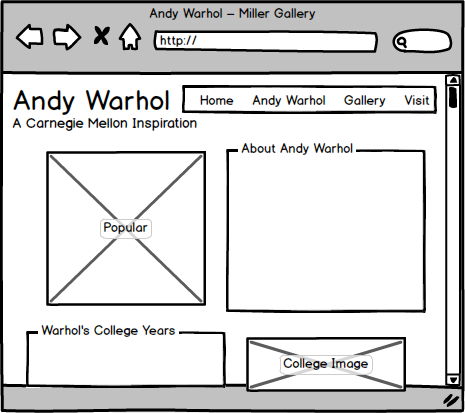 Andy Warhol – Miller Gallery
http://
Andy Warhol
Home Andy Warhol Gallery Visit
A Carnegie Mellon Inspiration
About Andy Warhol
Popular
Warhol's College Years
College Image